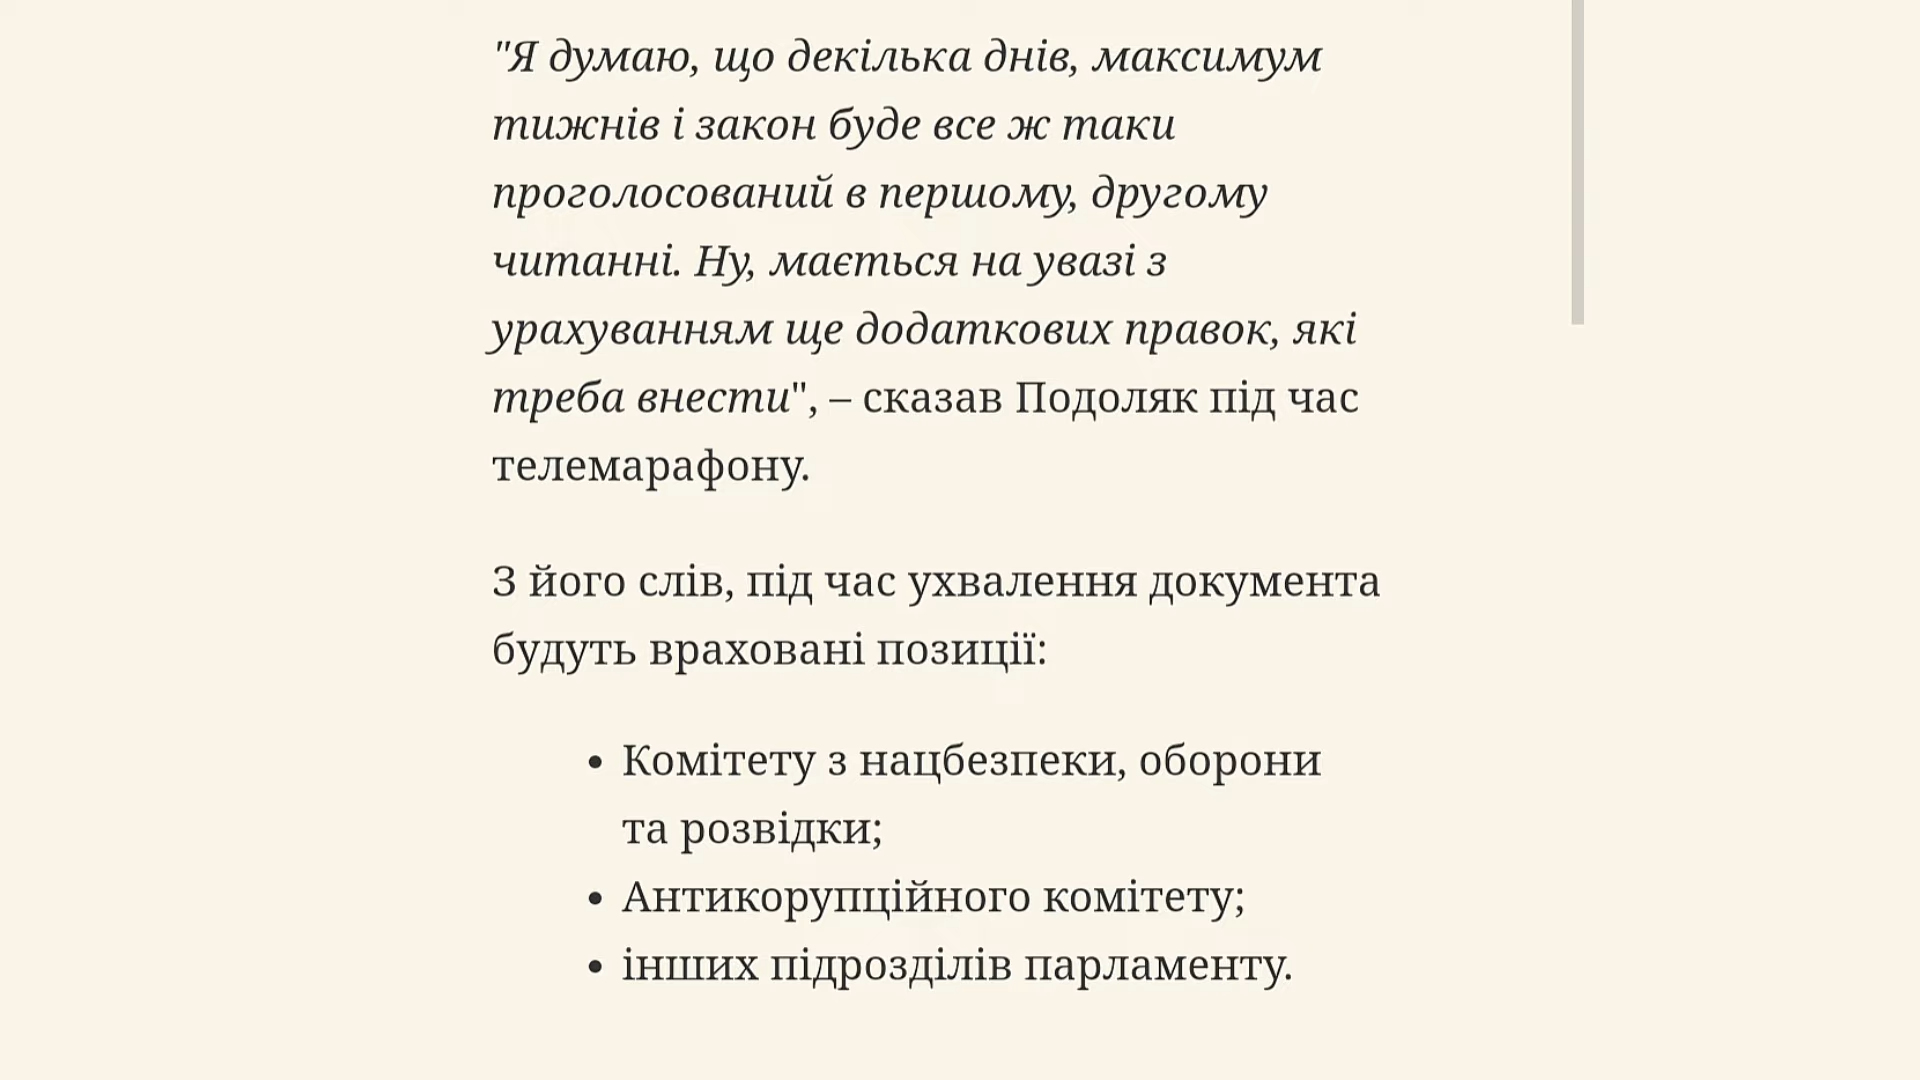 "Я думаю, що декілька днів, максимум
тижнів і закон буде все ж таки
проголосований в першому, другому
читанні. Ну, мається на увазі з
урахуванням ще додаткових правок, які
треба внести", – сказав Подоляк під час
телемарафону.
З його слів, під час ухвалення документа
будуть враховані позиції:
• Комітету з нацбезпеки, оборони
та розвідки;
• Антикорупційного комітету;
• інших підрозділів парламенту.